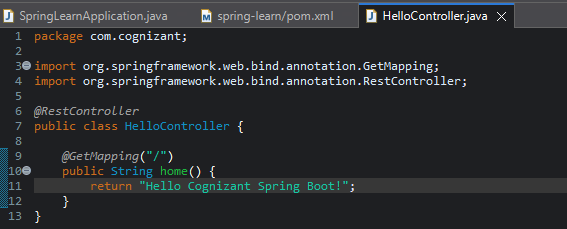 SpringLearnApplication.java spring-learn/pom.xml HelloController.java
1 package com.cognizant;
2
3 import org.springframework.web.bind.annotation.GetMapping;
4 import org.springframework.web.bind.annotation.RestController;
5
6 @RestController
7 public class HelloController {
8
9 @GetMapping("/")
10 public String home() {
11 return "Hello Cognizant Spring Boot!";
12 }
13 }